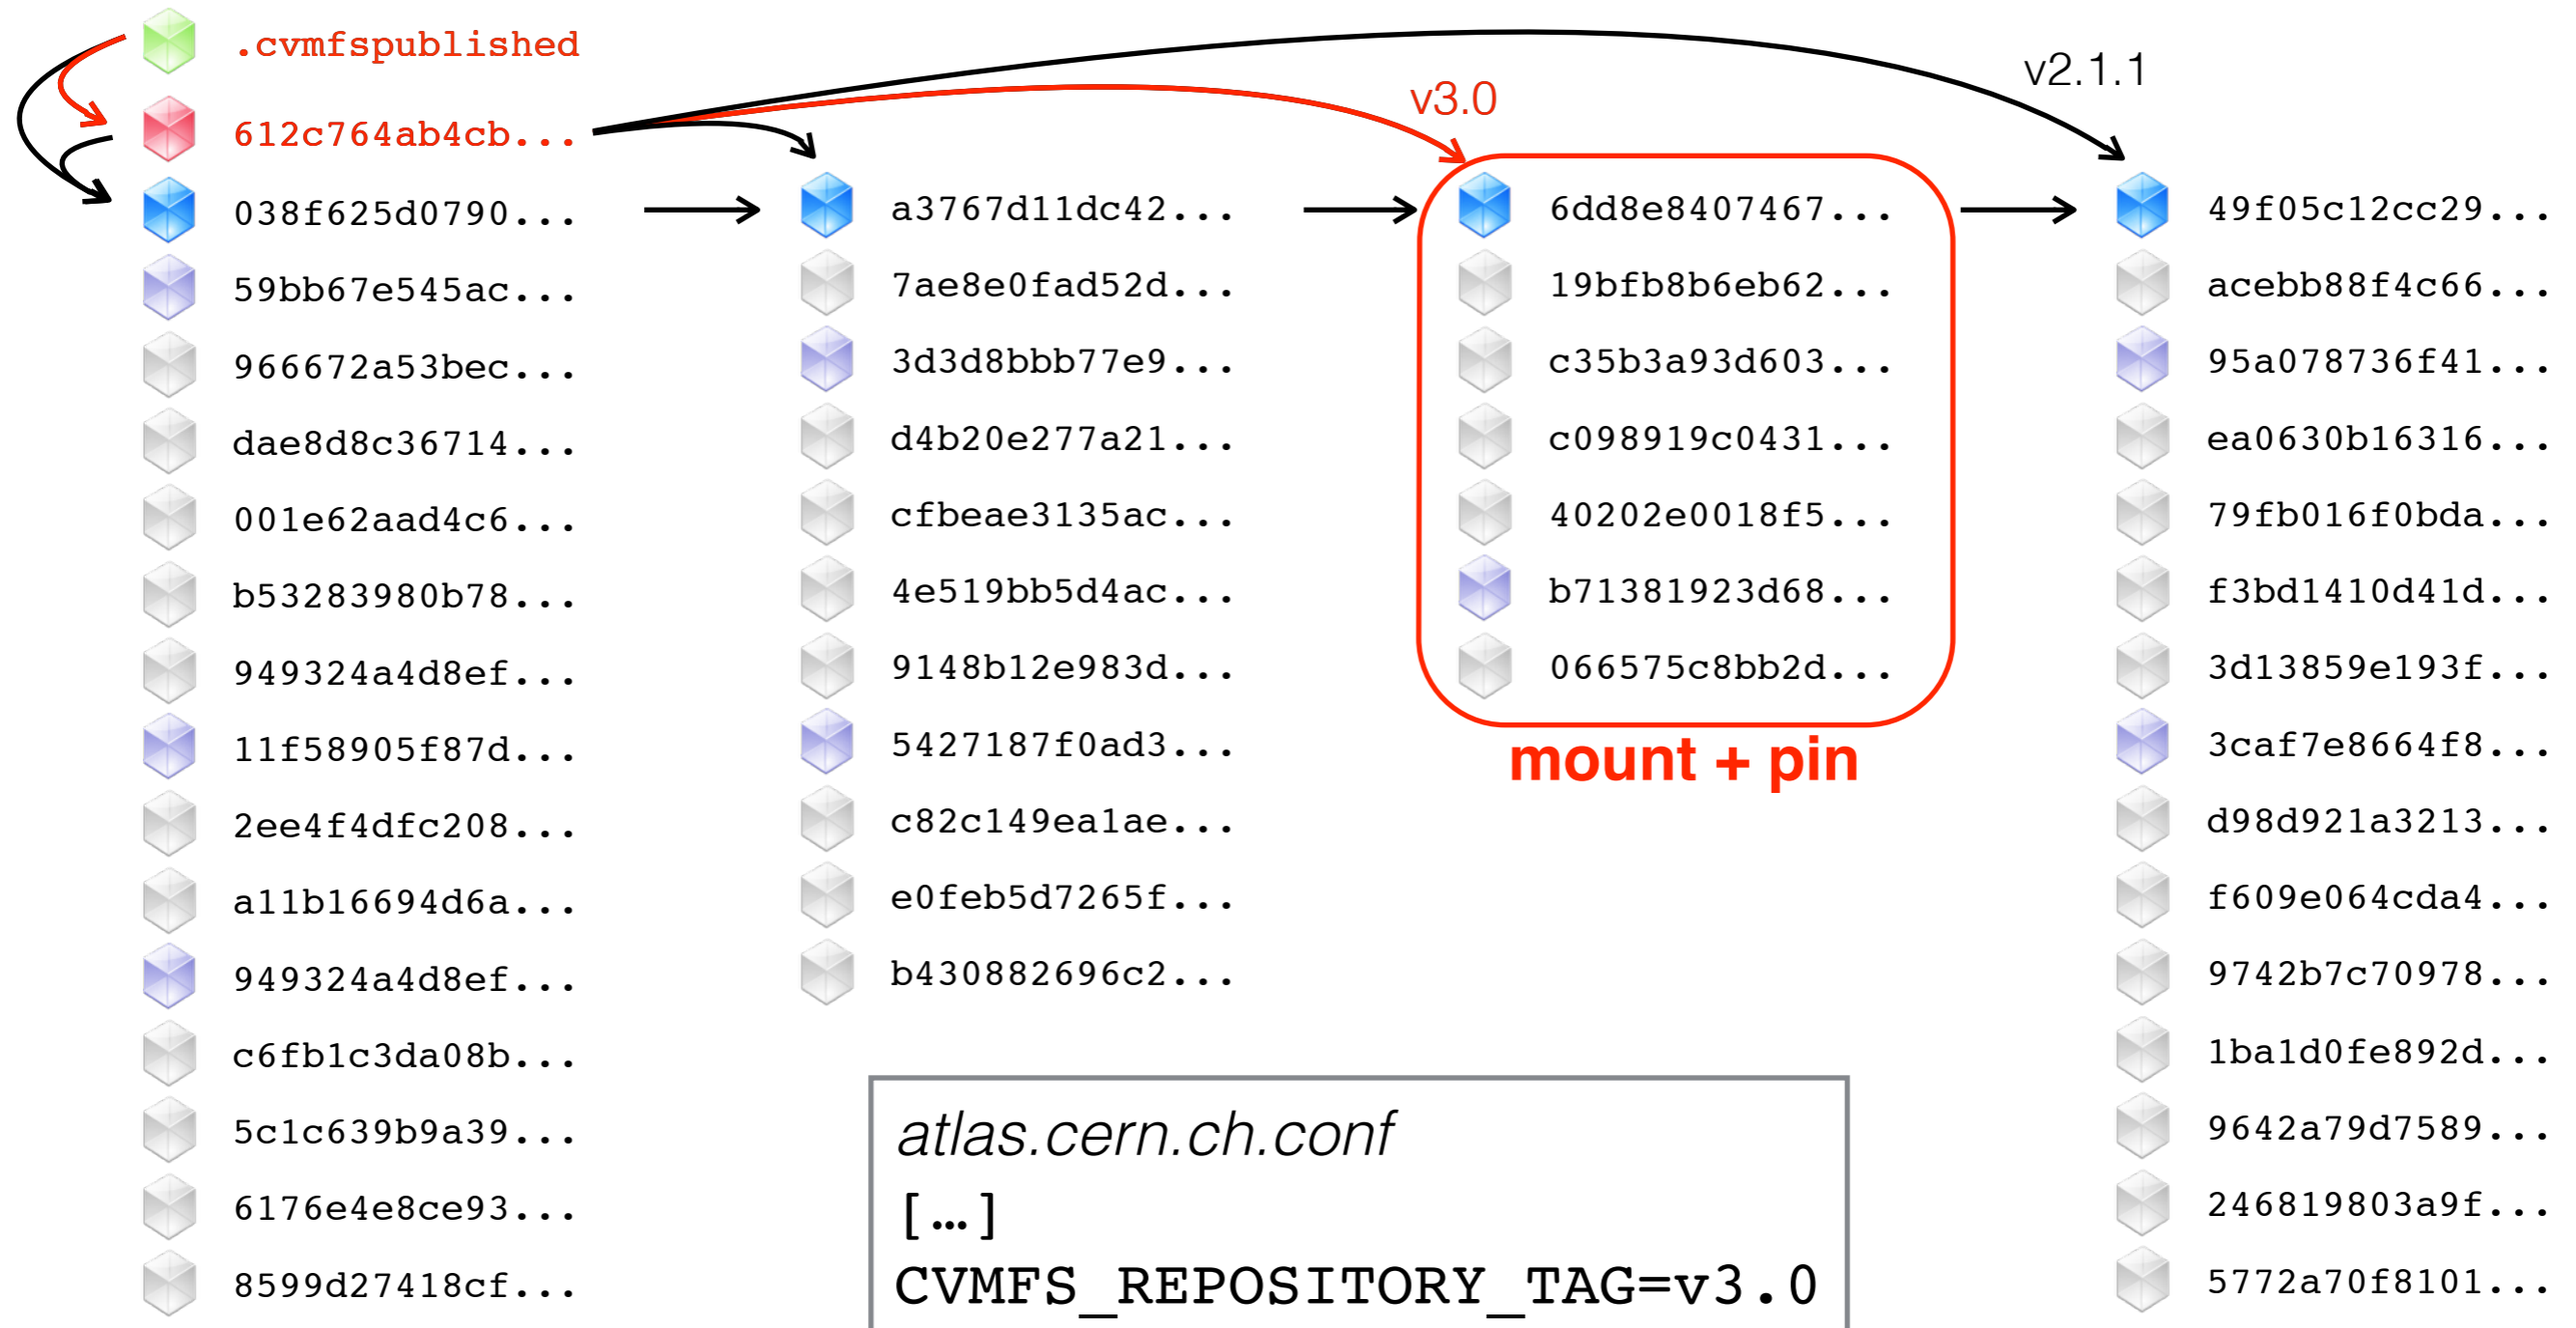 .cvmfspublished
612c764ab4cb...
v3.0
v2.1.1
038f625d0790...
59bb67e545ac...
966672a53bec...
dae8d8c36714...
001e62aad4c6...
b53283980b78...
949324a4d8ef...
11f58905f87d...
2ee4f4dfc208...
a11b16694d6a...
949324a4d8ef...
c6fb1c3da08b...
5c1c639b9a39...
6176e4e8ce93...
8599d27418cf...
a3767d11dc42...
7ae8e0fad52d...
3d3d8bbb77e9...
d4b20e277a21...
cfbeae3135ac...
4e519bb5d4ac...
9148b12e983d...
5427187f0ad3...
c82c149ea1ae...
e0feb5d7265f...
b430882696c2...
6dd8e8407467...
19bfb8b6eb62...
c35b3a93d603...
c098919c0431...
40202e0018f5...
b71381923d68...
066575c8bb2d...
mount + pin
49f05c12cc29...
acebb88f4c66...
95a078736f41...
ea0630b16316...
79fb016f0bda...
f3bd1410d41d...
3d13859e193f...
3caf7e8664f8...
d98d921a3213...
f609e064cda4...
9742b7c70978...
1ba1d0fe892d...
9642a79d7589...
246819803a9f...
5772a70f8101...
atlas.cern.ch.conf
[…]
CVMFS_REPOSITORY_TAG=v3.0